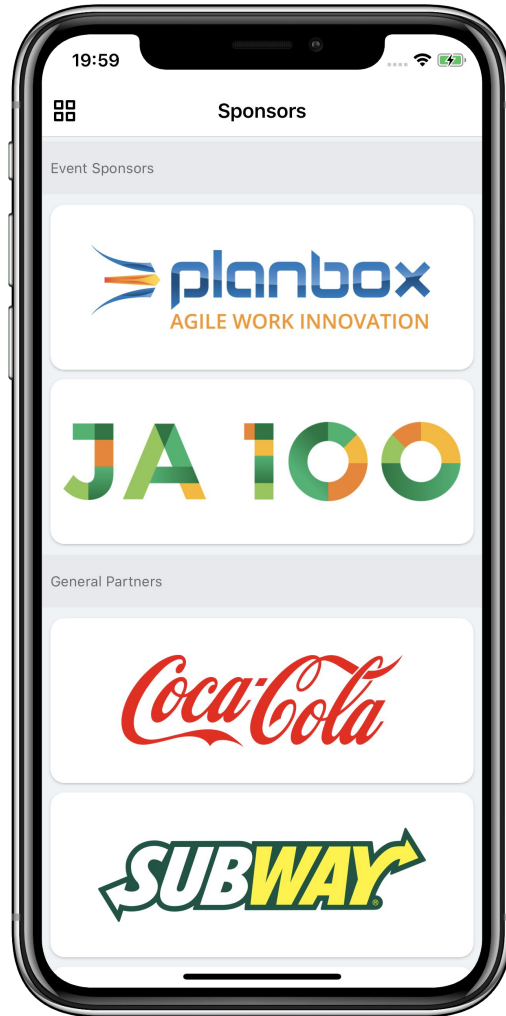 19:59
Sponsors
Event Sponsors
planbox
AGILE WORK INNOVATION
JA 100
General Partners
Coca-Cola
SUBWAY®